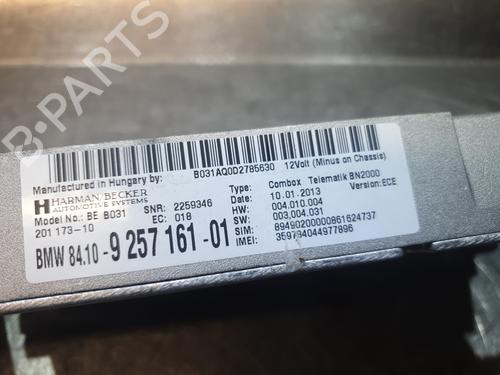 B-PARTS
B031AQ0D2785630 12Volt (Minus on Chassis)
Manufactured in Hungary by:
HARMAN/BECKER
AUTOMOTIVE SYSTEMS
Model No.: BE B031
201 173-10
SNR: 2259346
EC: 018
Type: Combox Telematik BN2000
Date: 10.01.2013 Version:ECE
HW: 004.010.004
SW: 003.004.031
SIM: 89490200000861624737
IMEI: 359794044977896
BMW 84.10- 9 257 161 -01